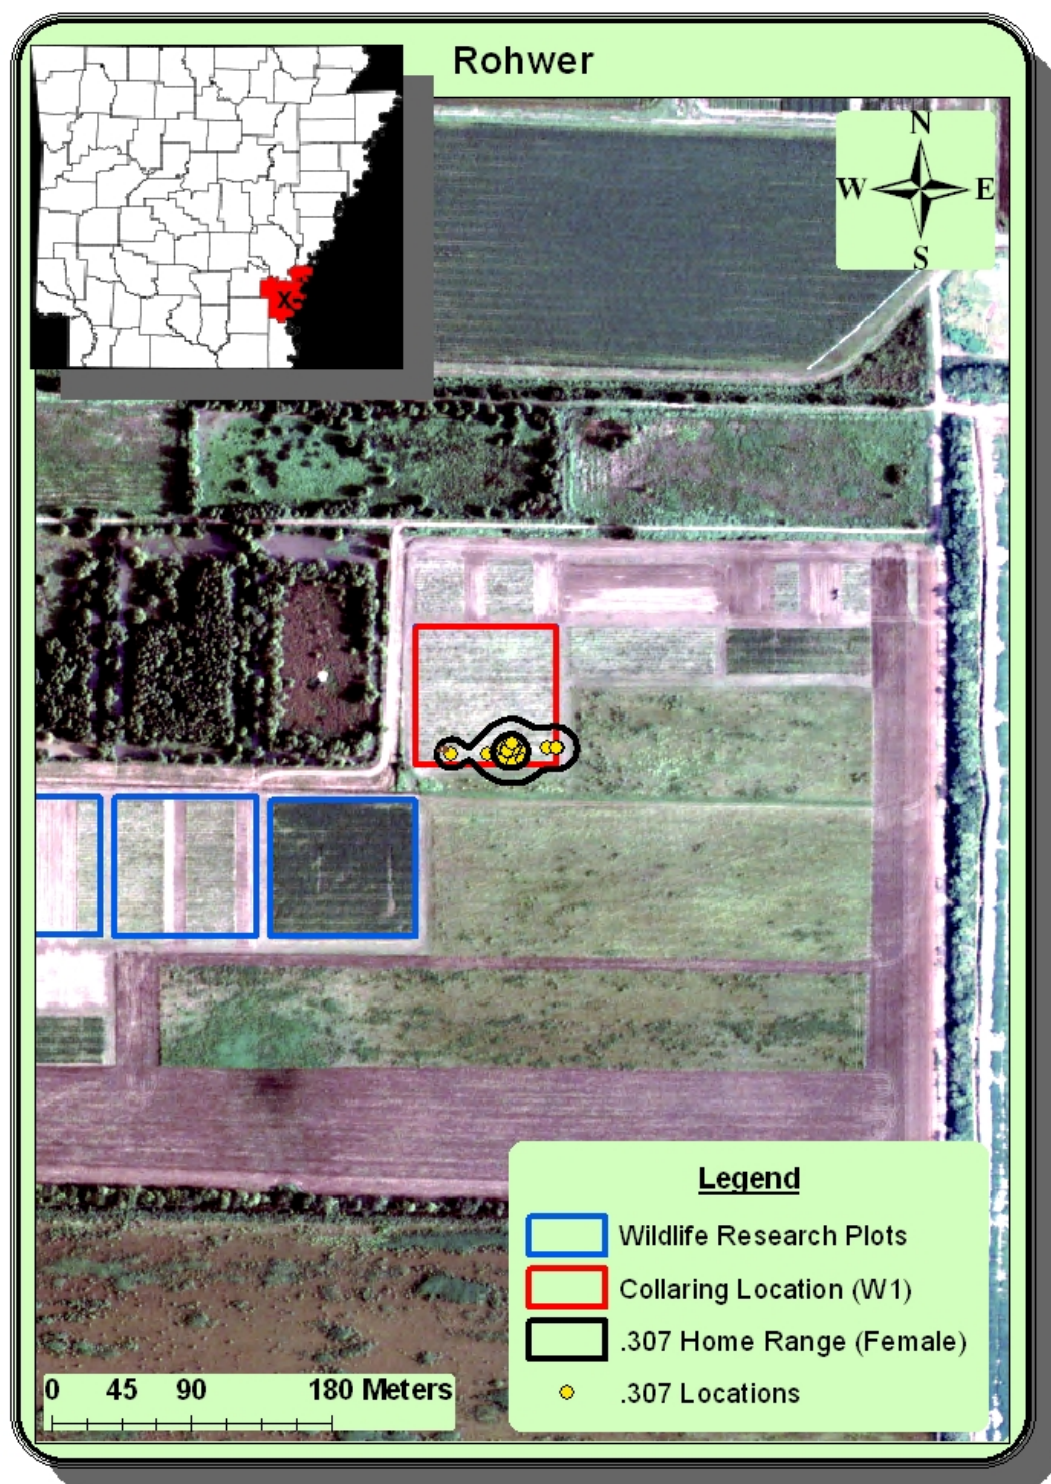 Rohwer
N
W E
S
X
Legend
Wildlife Research Plots
Collaring Location (W1)
.307 Home Range (Female)
.307 Locations
0 45 90 180 Meters